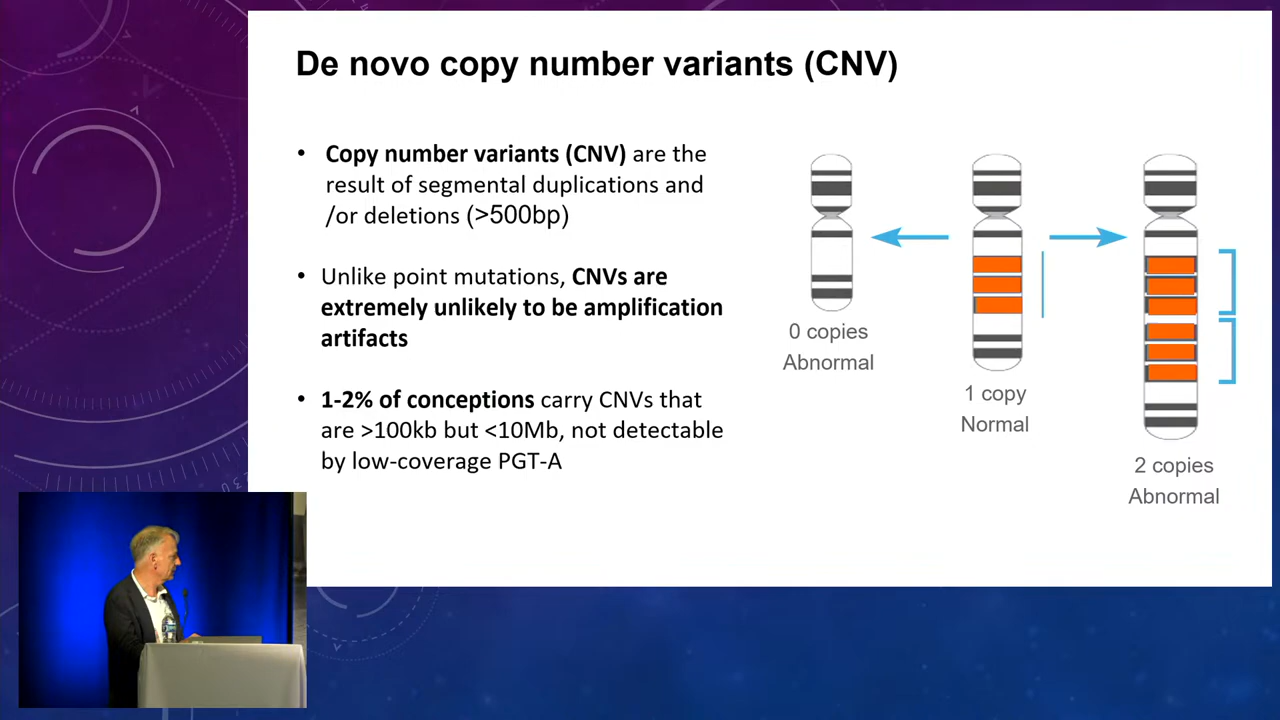 De novo copy number variants (CNV)
• Copy number variants (CNV) are the
result of segmental duplications and
/or deletions (>500bp)
• Unlike point mutations, CNVs are
extremely unlikely to be amplification
artifacts
• 1-2% of conceptions carry CNVs that
are >100kb but <10Mb, not detectable
by low-coverage PGT-A
0 copies
Abnormal
1 copy
Normal
2 copies
Abnormal